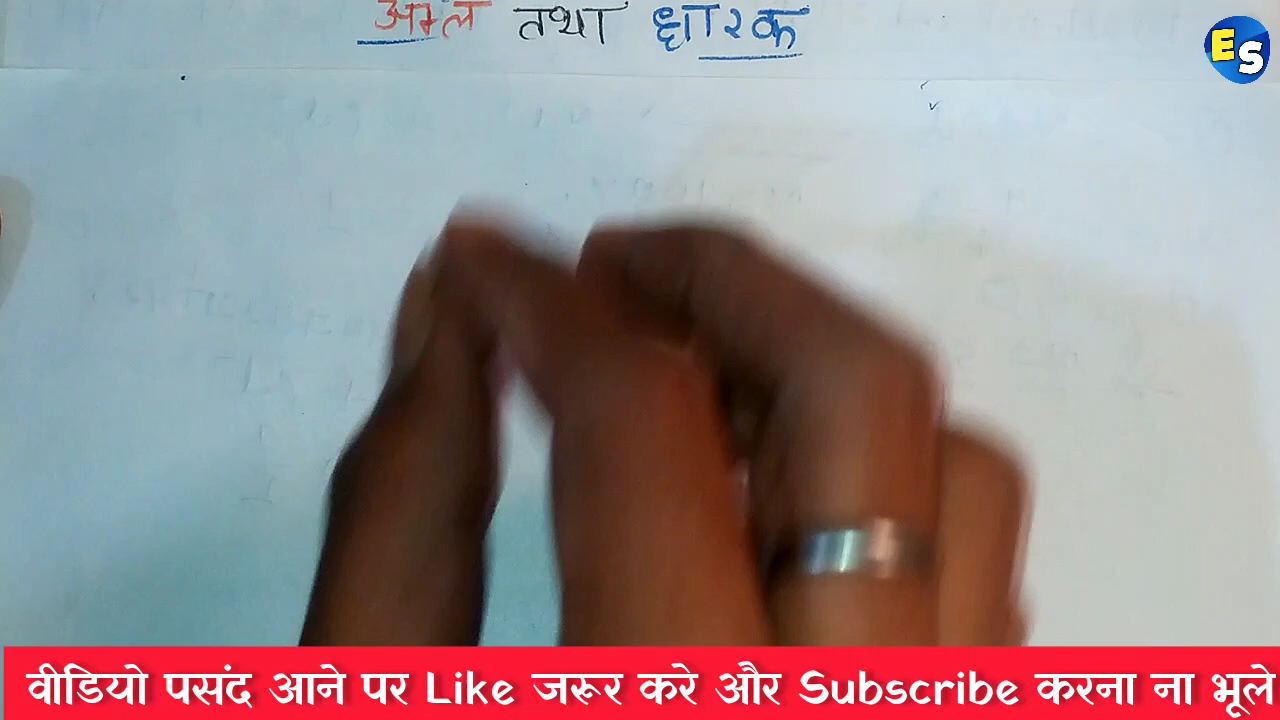 अम्ल तथा क्षारक
ES
वीडियो पसंद आने पर Like जरूर करे और Subscribe करना ना भूले